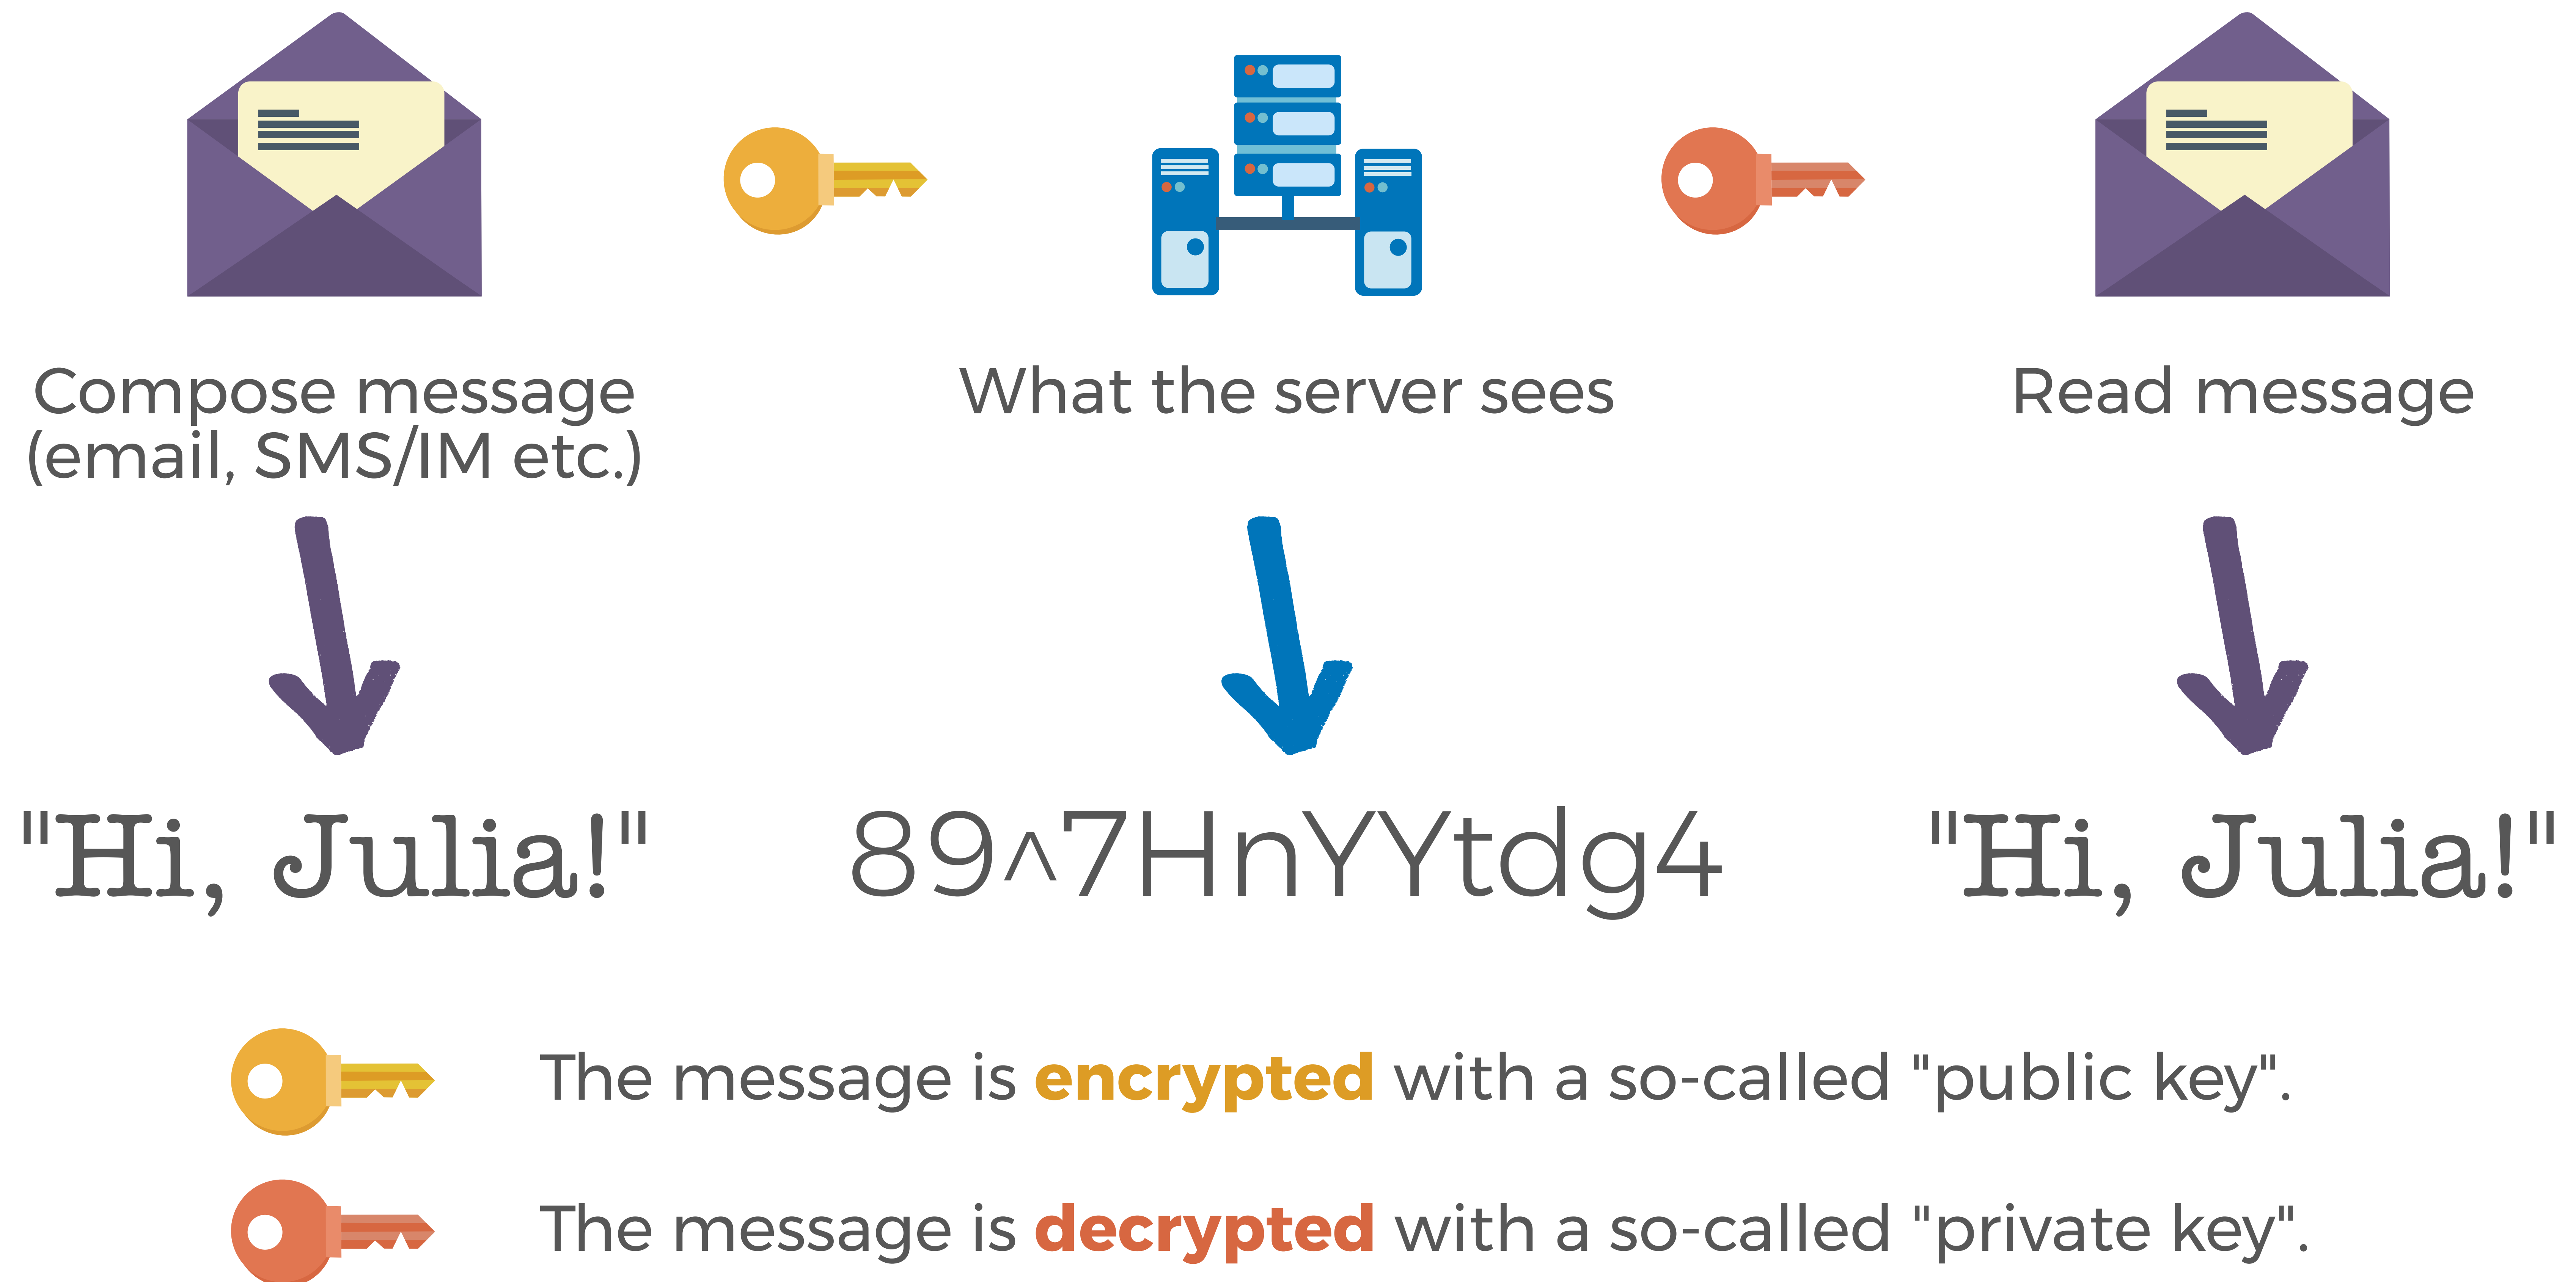 Compose message
(email, SMS/IM etc.)
What the server sees
Read message
"Hi, Julia!"
89^7HnYYtdg4
"Hi, Julia!"
The message is encrypted with a so-called "public key".
The message is decrypted with a so-called "private key".